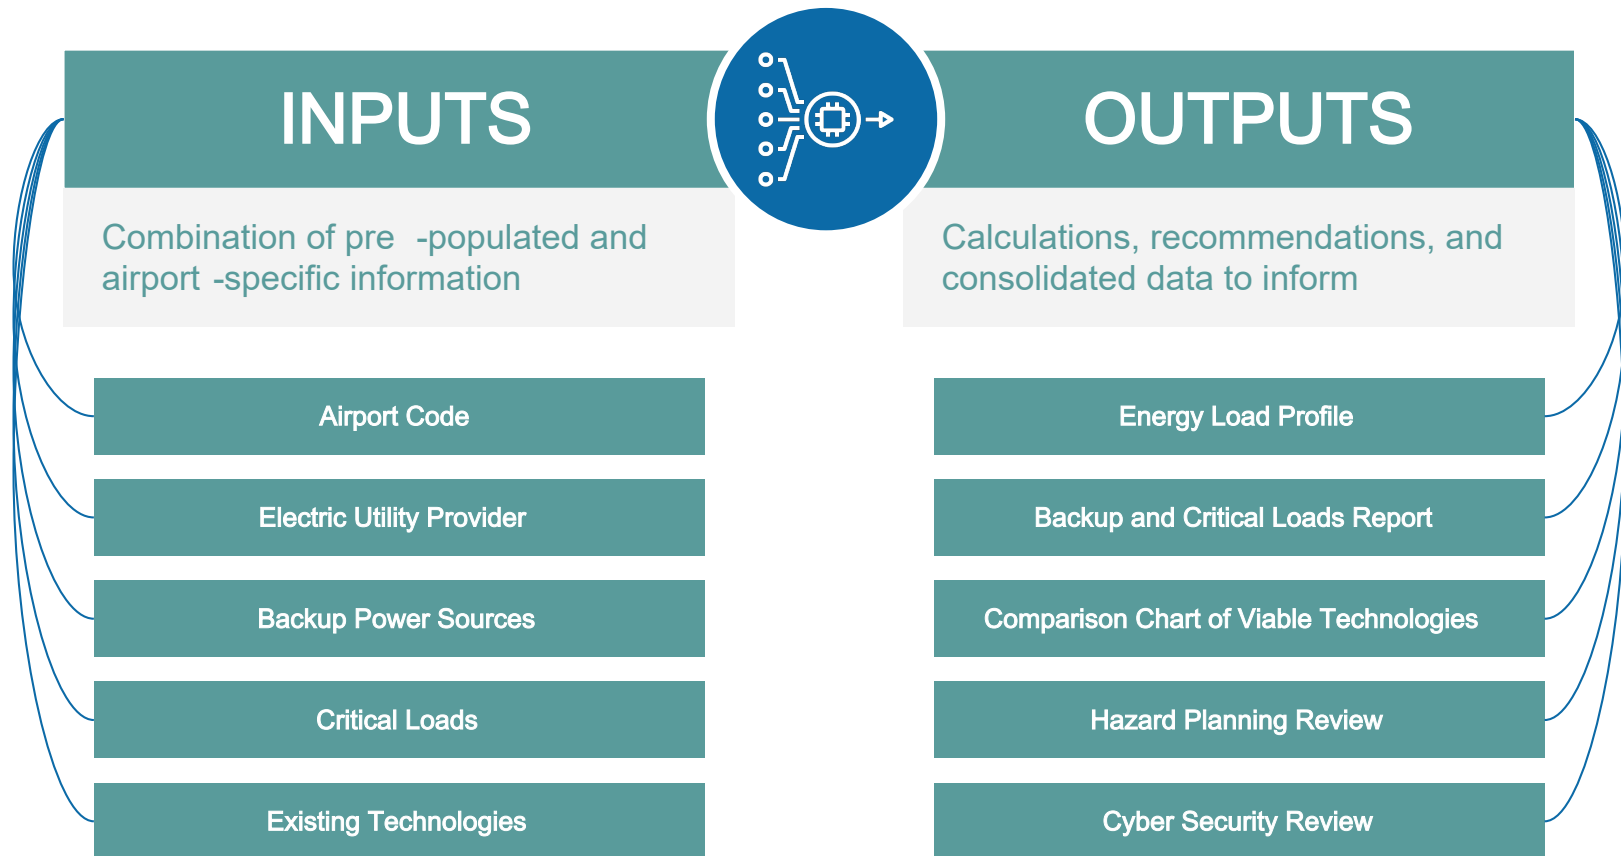 INPUTS
Combination of pre -populated and
airport -specific information
Airport Code
Electric Utility Provider
Backup Power Sources
Critical Loads
Existing Technologies
OUTPUTS
Calculations, recommendations, and
consolidated data to inform
Energy Load Profile
Backup and Critical Loads Report
Comparison Chart of Viable Technologies
Hazard Planning Review
Cyber Security Review